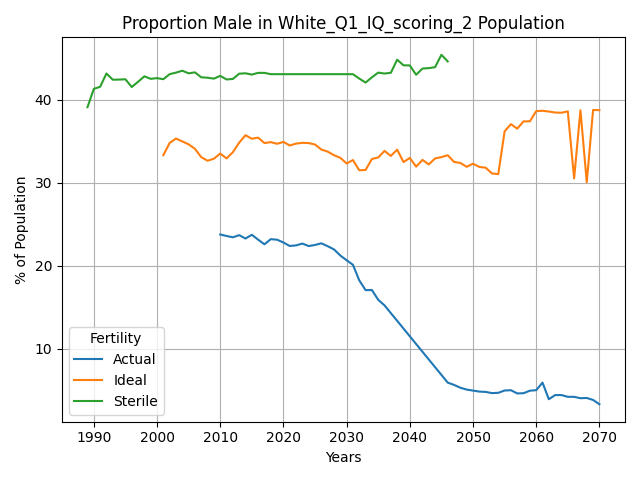 Proportion Male in White_Q1_IQ_scoring_2 Population
% of Population
40
30
20
10
Fertility
Actual
Ideal
Sterile
1990 2000 2010 2020 2030 2040 2050 2060 2070
Years